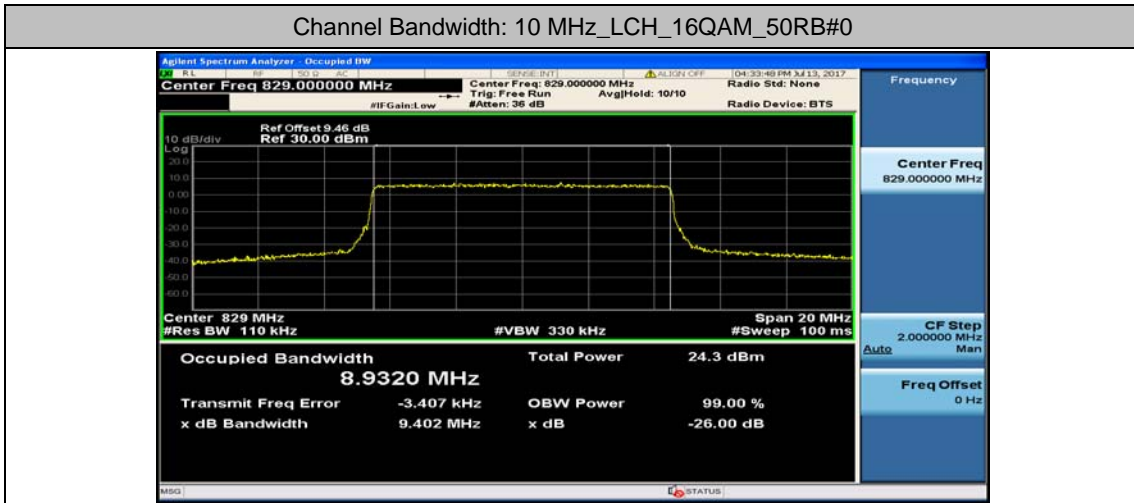 Channel Bandwidth: 10 MHz_LCH_16QAM_50RB#0
Agilent Spectrum Analyzer - Occupied BW
RL RF 50 Ω AC SENSE:INT ALIGN OFF 04:33:48 PM Jul 13, 2017
Center Freq 829.000000 MHz
Center Freq: 829.000000 MHz Radio Std: None
Trig: Free Run Avg|Hold: 10/10
#IFGain:Low #Atten: 36 dB Radio Device: BTS
Ref Offset 9.46 dB
10 dB/div Ref 30.00 dBm
Log
20.0
10.0
0.00
-10.0
-20.0
-30.0
-40.0
-50.0
-60.0
Center 829 MHz Span 20 MHz
#Res BW 110 kHz #VBW 330 kHz #Sweep 100 ms
Occupied Bandwidth Total Power 24.3 dBm
8.9320 MHz
Transmit Freq Error -3.407 kHz OBW Power 99.00 %
x dB Bandwidth 9.402 MHz x dB -26.00 dB
Frequency
Center Freq
829.000000 MHz
CF Step
2.000000 MHz
Auto Man
Freq Offset
0 Hz
MSG STATUS